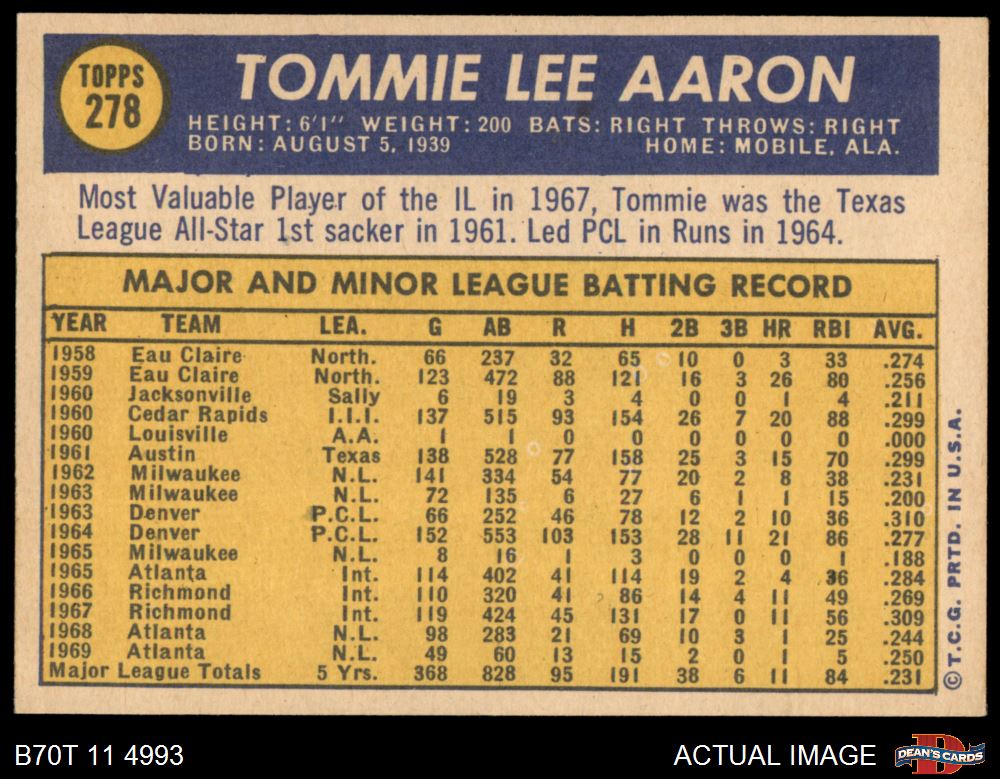 TOPPS
278
TOMMIE LEE AARON
HEIGHT: 6'1" WEIGHT: 200 BATS: RIGHT THROWS: RIGHT
BORN: AUGUST 5, 1939 HOME: MOBILE, ALA.
Most Valuable Player of the IL in 1967, Tommie was the Texas
League All-Star 1st sacker in 1961. Led PCL in Runs in 1964.
MAJOR AND MINOR LEAGUE BATTING RECORD
YEAR TEAM LEA. G AB R H 2B 3B HR RBI AVG.
1958 Eau Claire North. 66 237 32 65 10 0 3 33 .274
1959 Eau Claire North. 123 472 88 121 16 3 26 80 .256
1960 Jacksonville Sally 6 19 3 4 0 0 1 4 .211
1960 Cedar Rapids I.I.I. 137 515 93 154 26 7 20 88 .299
1960 Louisville A.A. 1 1 0 0 0 0 0 0 .000
1961 Austin Texas 138 528 77 158 25 3 15 70 .299
1962 Milwaukee N.L. 141 334 54 77 20 2 8 38 .231
1963 Milwaukee N.L. 72 135 6 27 6 1 1 15 .200
1963 Denver P.C.L. 66 252 46 78 12 2 10 36 .310
1964 Denver P.C.L. 152 553 103 153 28 11 21 86 .277
1965 Milwaukee N.L. 8 16 1 3 0 0 0 1 .188
1965 Atlanta Int. 114 402 41 114 19 2 4 36 .284
1966 Richmond Int. 110 320 41 86 14 4 11 49 .269
1967 Richmond Int. 119 424 45 131 17 0 11 56 .309
1968 Atlanta N.L. 98 283 21 69 10 3 1 25 .244
1969 Atlanta N.L. 49 60 13 15 2 0 1 5 .250
Major League Totals 5 Yrs. 368 828 95 191 38 6 11 84 .231
© T.C.G. PRTD. IN U.S.A.
B70T 11 4993
ACTUAL IMAGE
DEAN'S CARDS